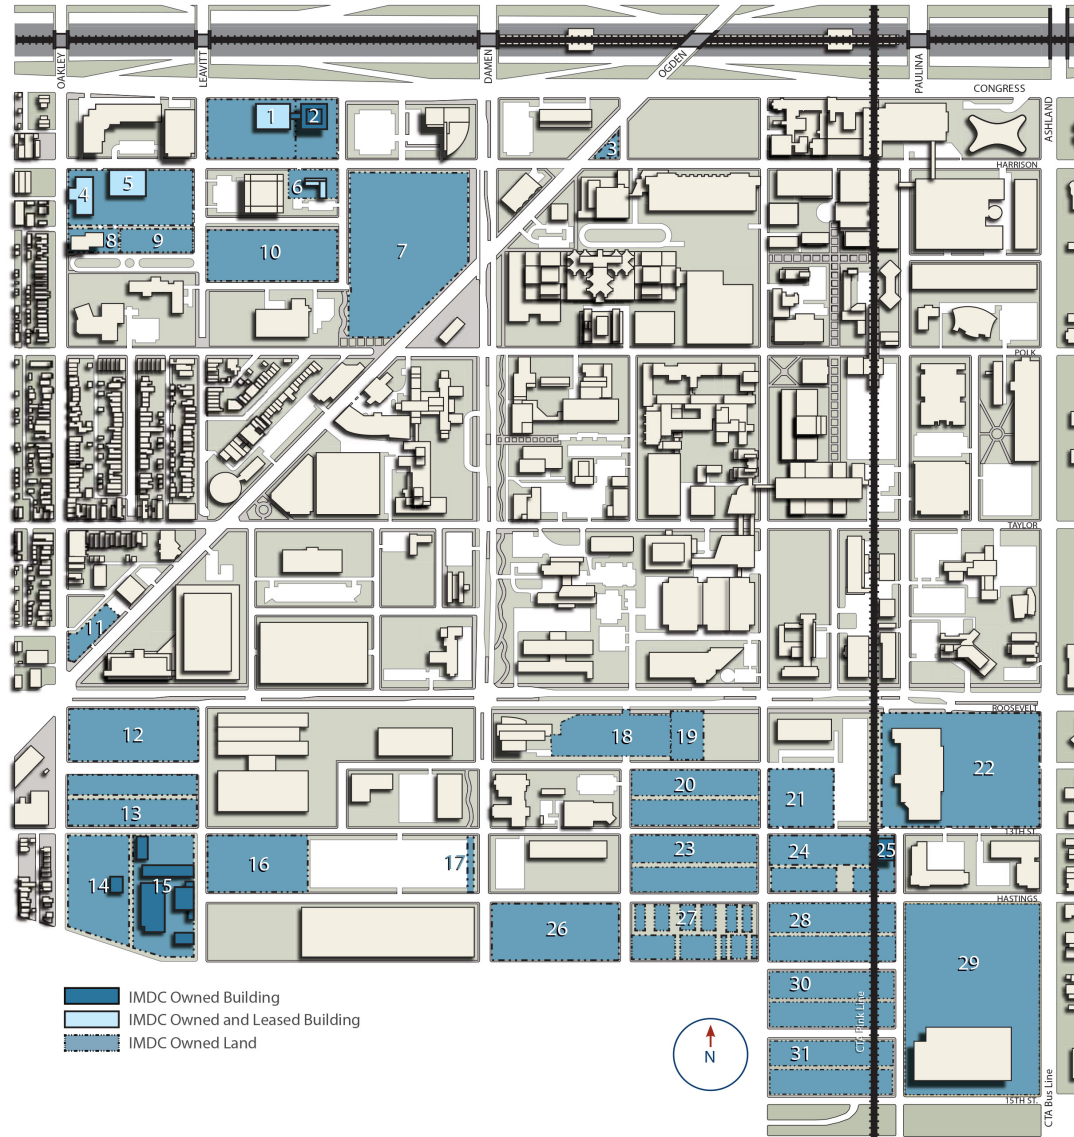 OAKLEY
LEAVITT
DAMEN
OGDEN
PAULINA
CONGRESS
ASHLAND
1
2
3
HARRISON
4
5
6
7
8
9
10
POLK
TAYLOR
11
ROOSEVELT
12
18
19
22
20
13
21
13TH ST.
16
17
23
24
25
14
15
HASTINGS
26
27
28
29
30
31
CTA Pink Line
15TH ST.
CTA Bus Line
IMDC Owned Building
IMDC Owned and Leased Building
IMDC Owned Land
N